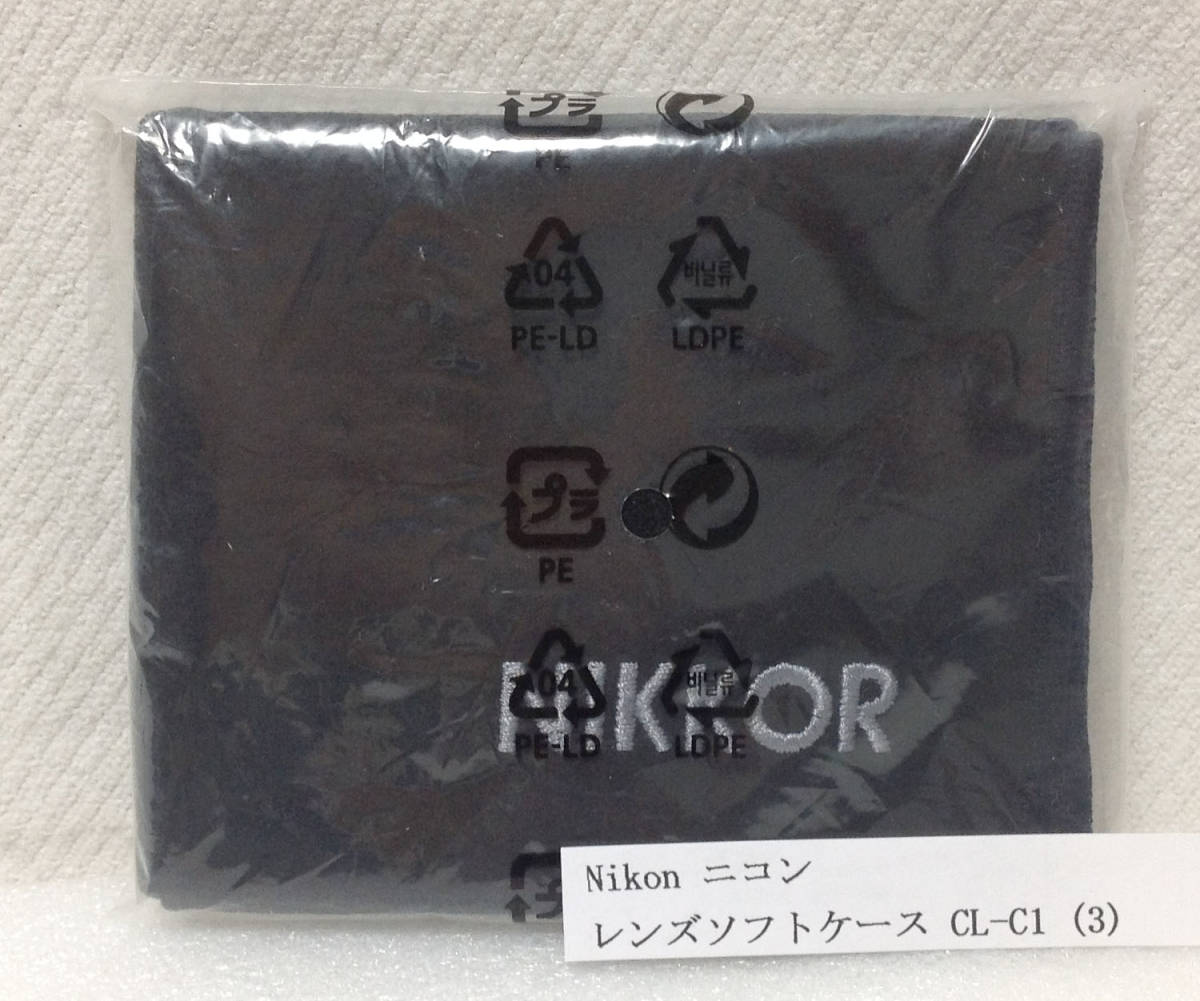 プラ
PE
04
비닐류
PE-LD
LDPE
プラ
PE
NIKKOR
04
비닐류
PE-LD
LDPE
Nikon ニコン
レンズソフトケース CL-C1 (3)